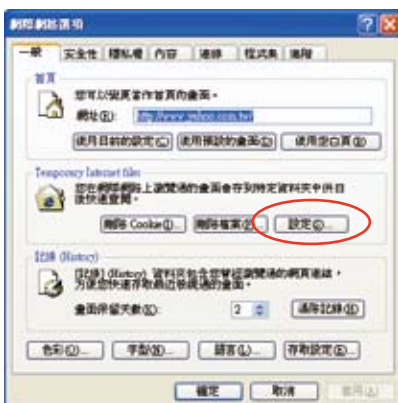 網際網路選項
一般 安全性 隱私權 內容 連線 程式集 進階
首頁
您可以變更當作首頁的畫面。
網址(R): http://www.yahoo.com.tw/
使用目前的設定(C) 使用預設的畫面(D) 使用空白頁(B)
Temporary Internet files
您在網際網路上瀏覽過的畫面會存到特定資料夾中供日
後快速查閱。
刪除 Cookie(I)... 刪除檔案(F)... 設定(S)...
記錄 (History)
[記錄] (History) 資料夾包含您曾經瀏覽過的網頁連結，
方便您快速存取最近檢視過的畫面。
畫面保留天數(K): 2 清除記錄(H)
色彩(O)... 字型(N)... 語言(L)... 存取設定(E)...
確定 取消 套用(A)